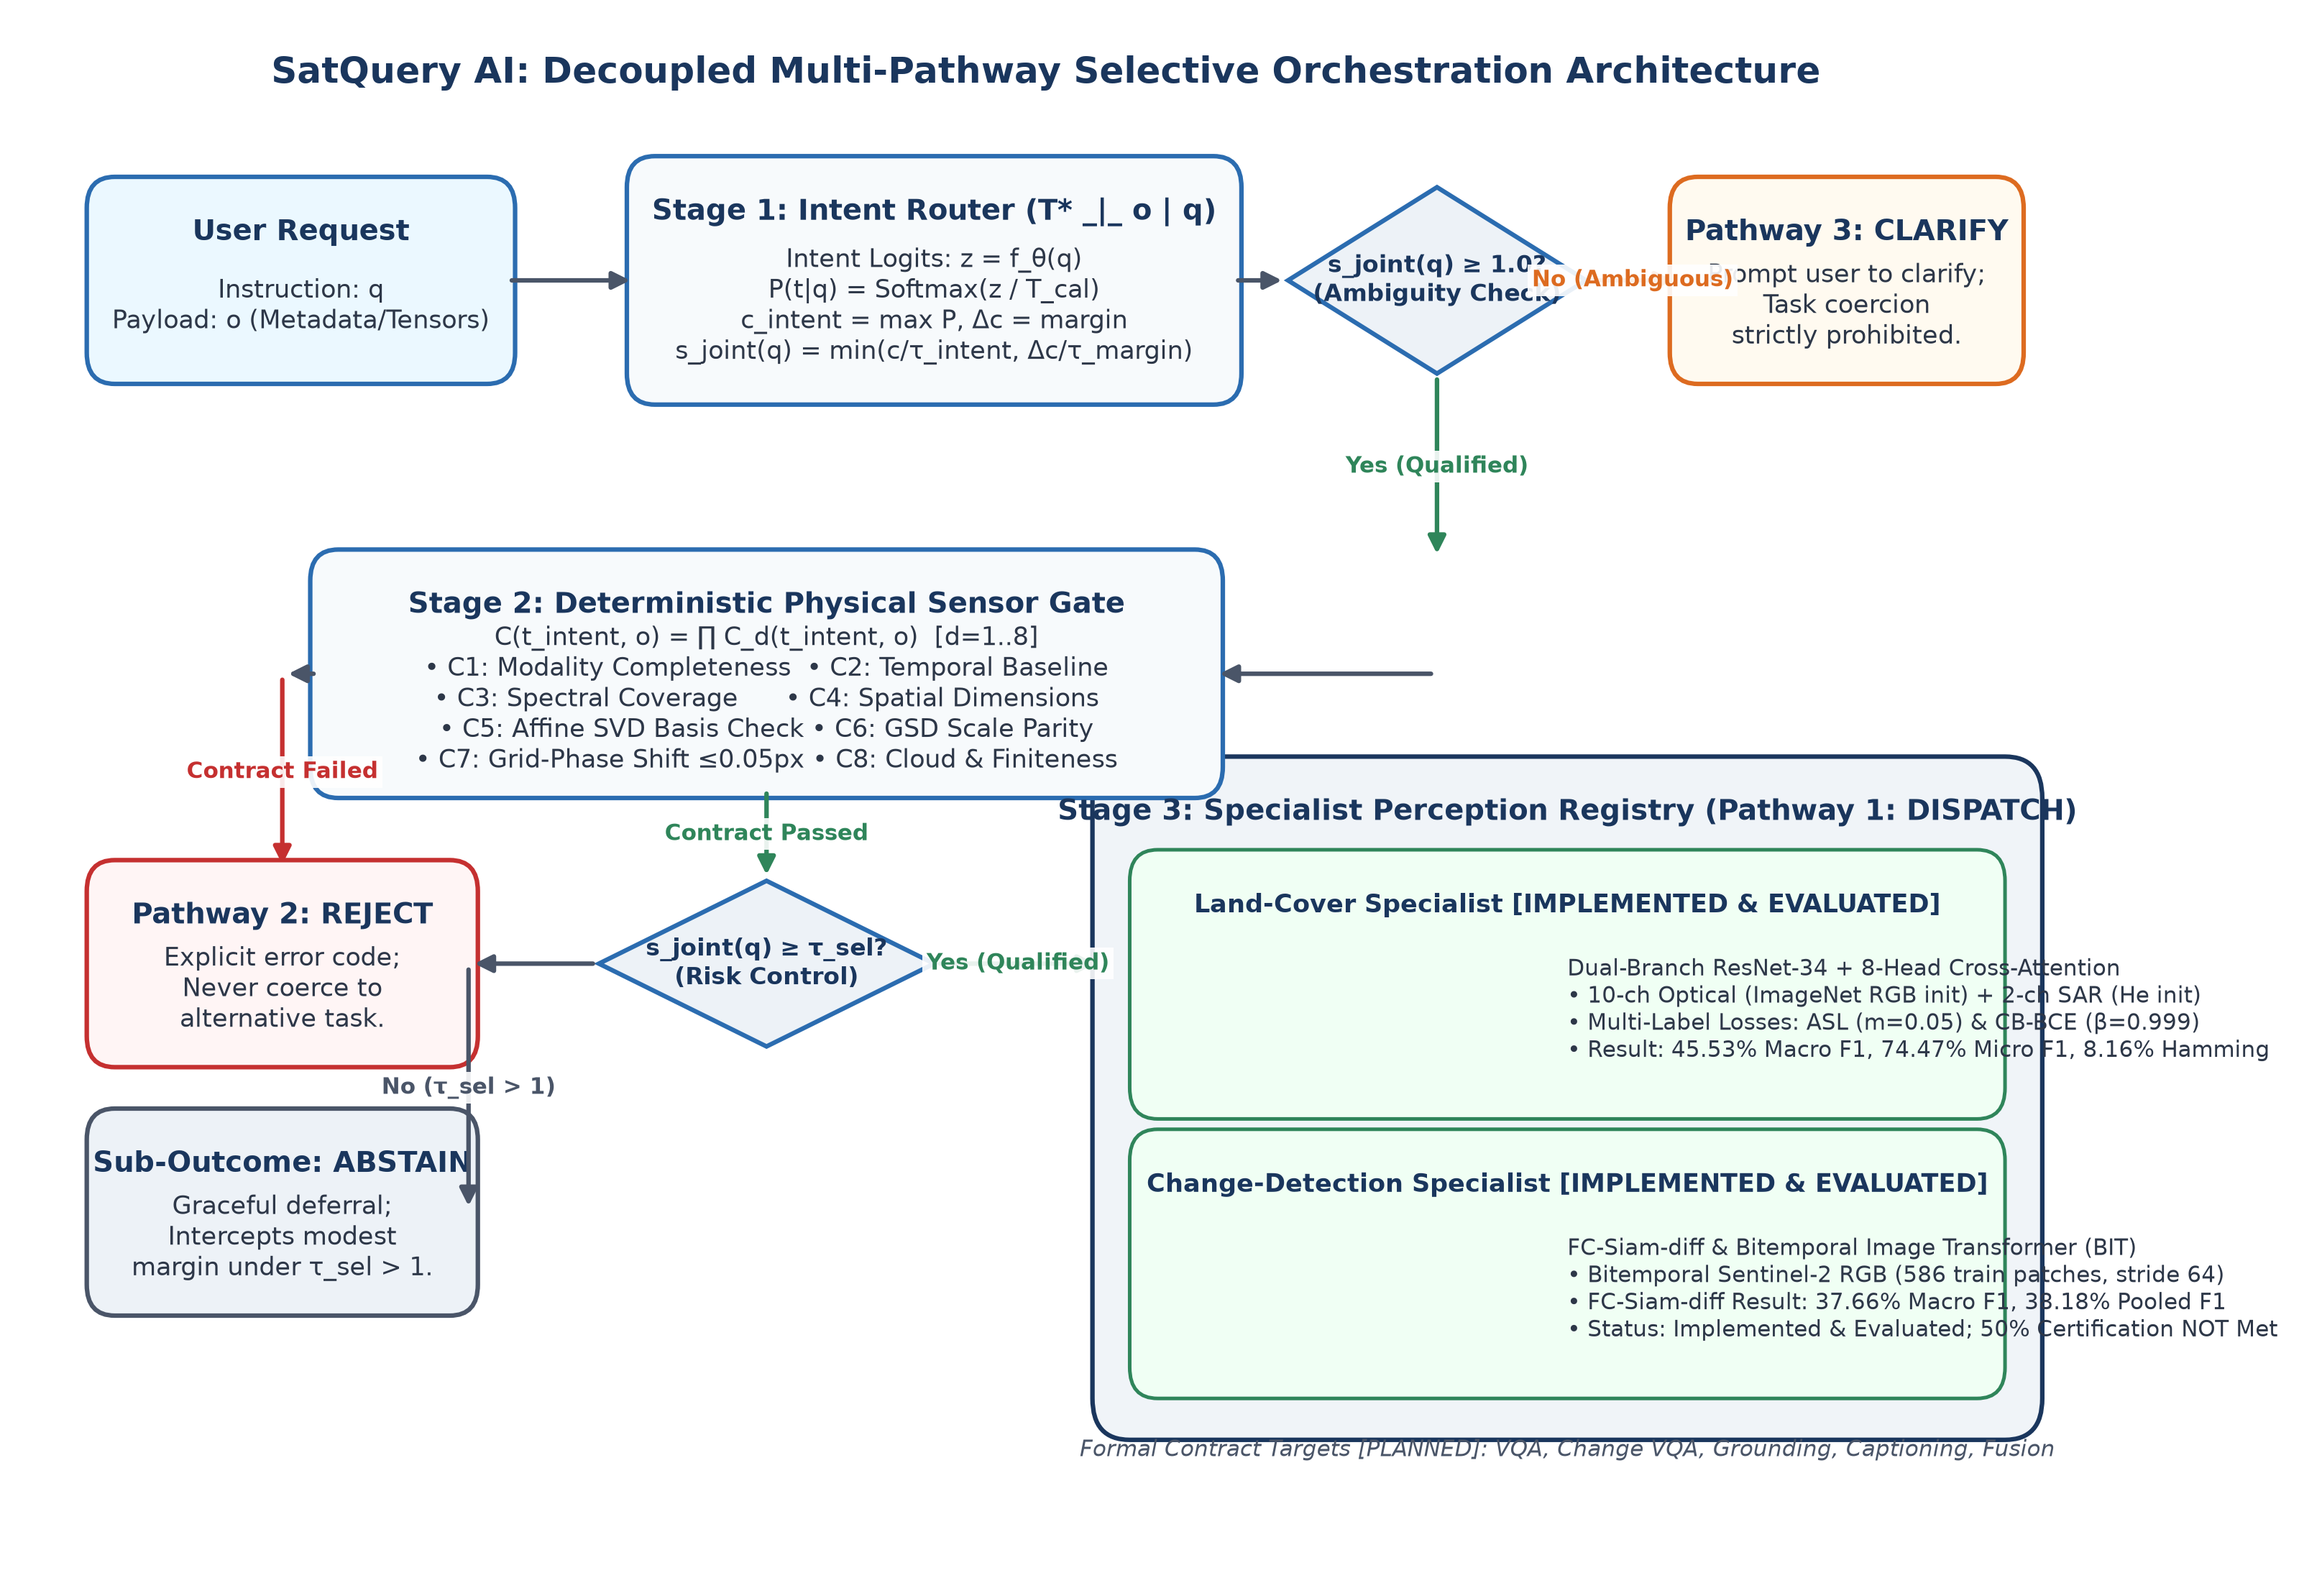 SatQuery AI: Decoupled Multi-Pathway Selective Orchestration Architecture
User Request
Instruction: q
Payload: o (Metadata/Tensors)
Stage 1: Intent Router (T* _|_ o | q)
Intent Logits: z = f_θ(q)
P(t|q) = Softmax(z / T_cal)
c_intent = max P, Δc = margin
s_joint(q) = min(c/τ_intent, Δc/τ_margin)
s_joint(q) ≥ 1.0?
(Ambiguity Check)
No (Ambiguous)
Pathway 3: CLARIFY
Prompt user to clarify;
Task coercion
strictly prohibited.
Yes (Qualified)
Stage 2: Deterministic Physical Sensor Gate
C(t_intent, o) = ∏ C_d(t_intent, o) [d=1..8]
• C1: Modality Completeness • C2: Temporal Baseline
• C3: Spectral Coverage • C4: Spatial Dimensions
• C5: Affine SVD Basis Check • C6: GSD Scale Parity
• C7: Grid-Phase Shift ≤0.05px • C8: Cloud & Finiteness
Contract Failed
Contract Passed
Pathway 2: REJECT
Explicit error code;
Never coerce to
alternative task.
s_joint(q) ≥ τ_sel?
(Risk Control)
Yes (Qualified)
No (τ_sel > 1)
Sub-Outcome: ABSTAIN
Graceful deferral;
Intercepts modest
margin under τ_sel > 1.
Stage 3: Specialist Perception Registry (Pathway 1: DISPATCH)
Land-Cover Specialist [IMPLEMENTED & EVALUATED]
Dual-Branch ResNet-34 + 8-Head Cross-Attention
• 10-ch Optical (ImageNet RGB init) + 2-ch SAR (He init)
• Multi-Label Losses: ASL (m=0.05) & CB-BCE (β=0.999)
• Result: 45.53% Macro F1, 74.47% Micro F1, 8.16% Hamming
Change-Detection Specialist [IMPLEMENTED & EVALUATED]
FC-Siam-diff & Bitemporal Image Transformer (BIT)
• Bitemporal Sentinel-2 RGB (586 train patches, stride 64)
• FC-Siam-diff Result: 37.66% Macro F1, 38.18% Pooled F1
• Status: Implemented & Evaluated; 50% Certification NOT Met
Formal Contract Targets [PLANNED]: VQA, Change VQA, Grounding, Captioning, Fusion